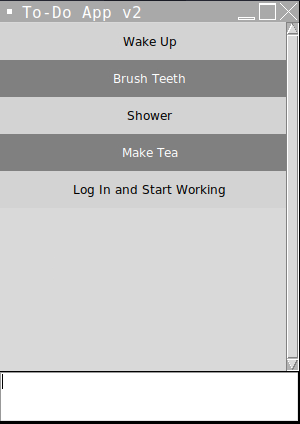 To-Do App v2
Wake Up
Brush Teeth
Shower
Make Tea
Log In and Start Working